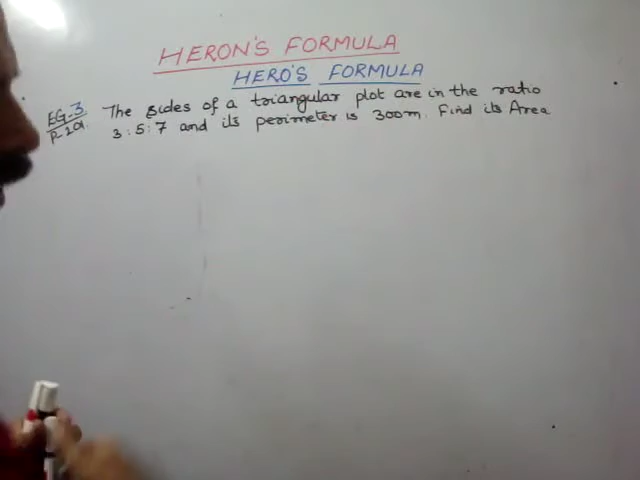 HERON'S FORMULA
HERO'S FORMULA
EG-3 The sides of a triangular plot are in the ratio
P-201. 3:5:7 and its perimeter is 300m. Find its Area